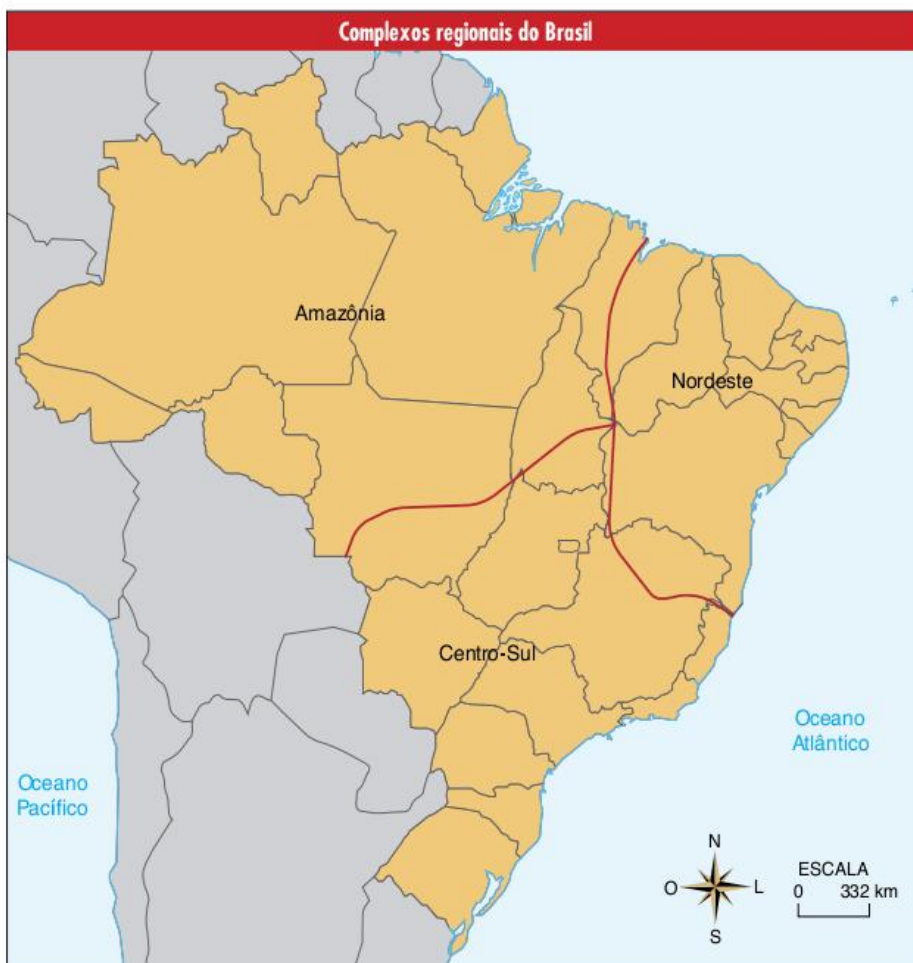 Complexos regionais do Brasil
Amazônia
Nordeste
Centro-Sul
Oceano
Atlântico
Oceano
Pacífico
N
O
L
S
ESCALA
0 332 km